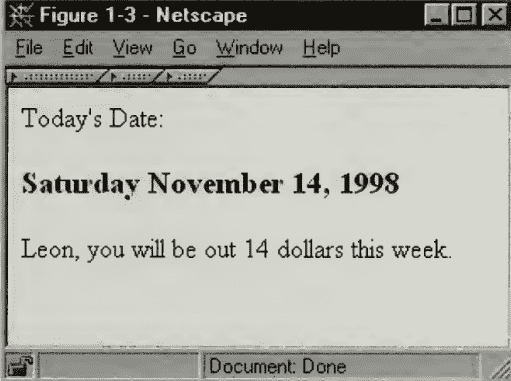 Figure 1-3 - Netscape
File Edit View Go Window Help
Today's Date:
Saturday November 14, 1998
Leon, you will be out 14 dollars this week.
Document: Done